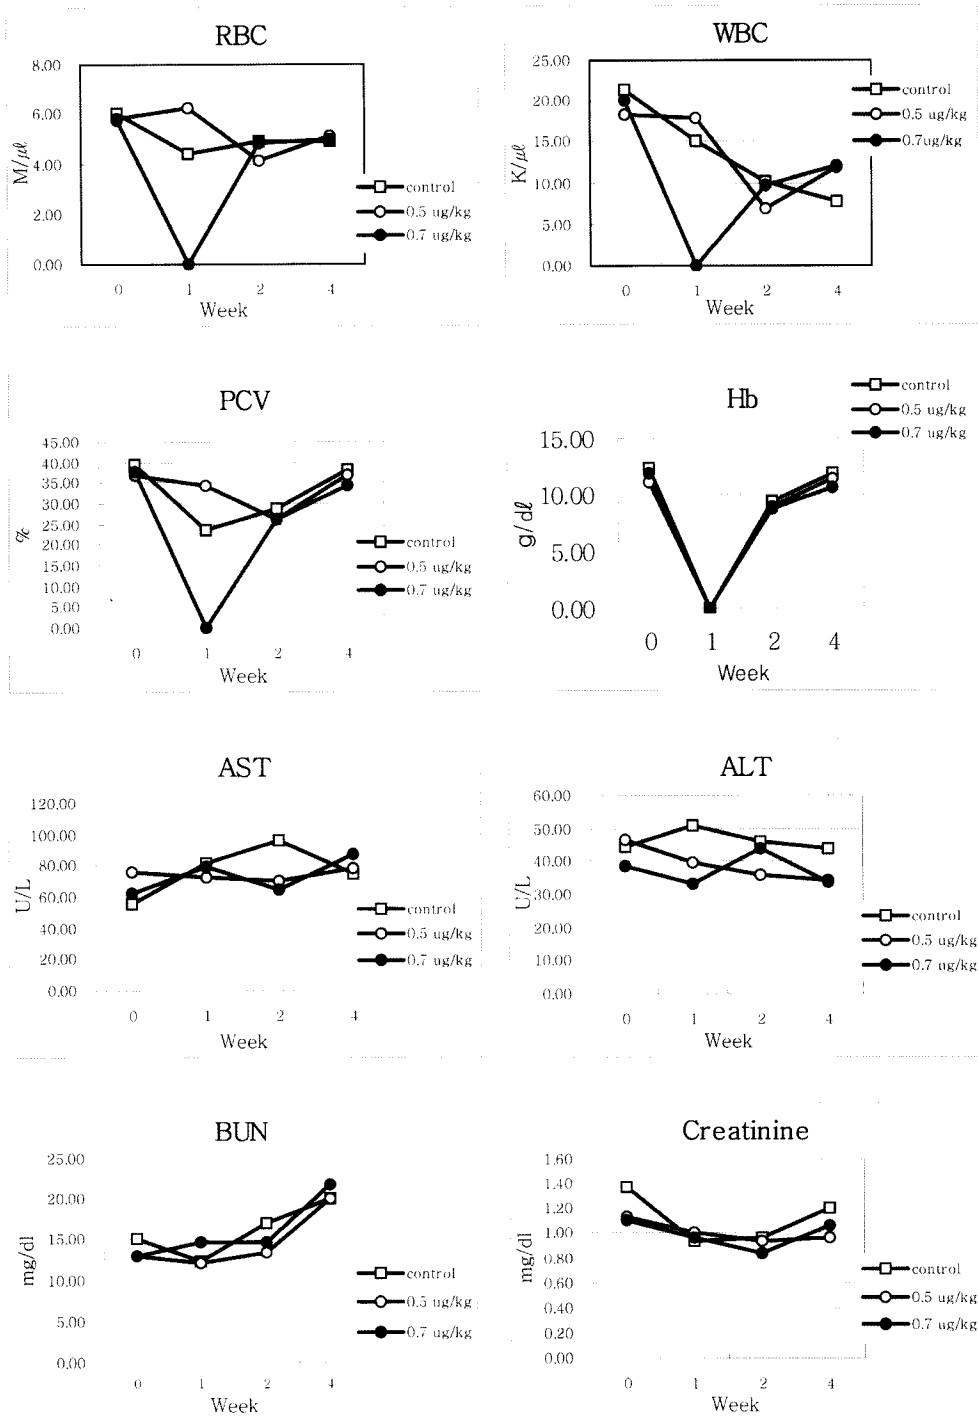 RBC
8.00
6.00
4.00
2.00
0.00
M/μℓ
0 1 2 4
Week
control
0.5 ug/kg
0.7 ug/kg
WBC
25.00
20.00
15.00
10.00
5.00
0.00
K/μℓ
0 1 2 4
Week
control
0.5 ug/kg
0.7ug/kg
PCV
45.00
40.00
35.00
30.00
25.00
20.00
15.00
10.00
5.00
0.00
%
0 1 2 4
Week
control
0.5 ug/kg
0.7 ug/kg
Hb
15.00
10.00
5.00
0.00
g/dℓ
0 1 2 4
Week
control
0.5 ug/kg
0.7 ug/kg
AST
120.00
100.00
80.00
60.00
40.00
20.00
0.00
U/L
0 1 2 4
Week
control
0.5 ug/kg
0.7 ug/kg
ALT
60.00
50.00
40.00
30.00
20.00
10.00
0.00
U/L
0 1 2 4
Week
control
0.5 ug/kg
0.7 ug/kg
BUN
25.00
20.00
15.00
10.00
5.00
0.00
mg/dl
0 1 2 4
Week
control
0.5 ug/kg
0.7 ug/kg
Creatinine
1.60
1.40
1.20
1.00
0.80
0.60
0.40
0.20
0.00
mg/dl
0 1 2 4
Week
control
0.5 ug/kg
0.7 ug/kg